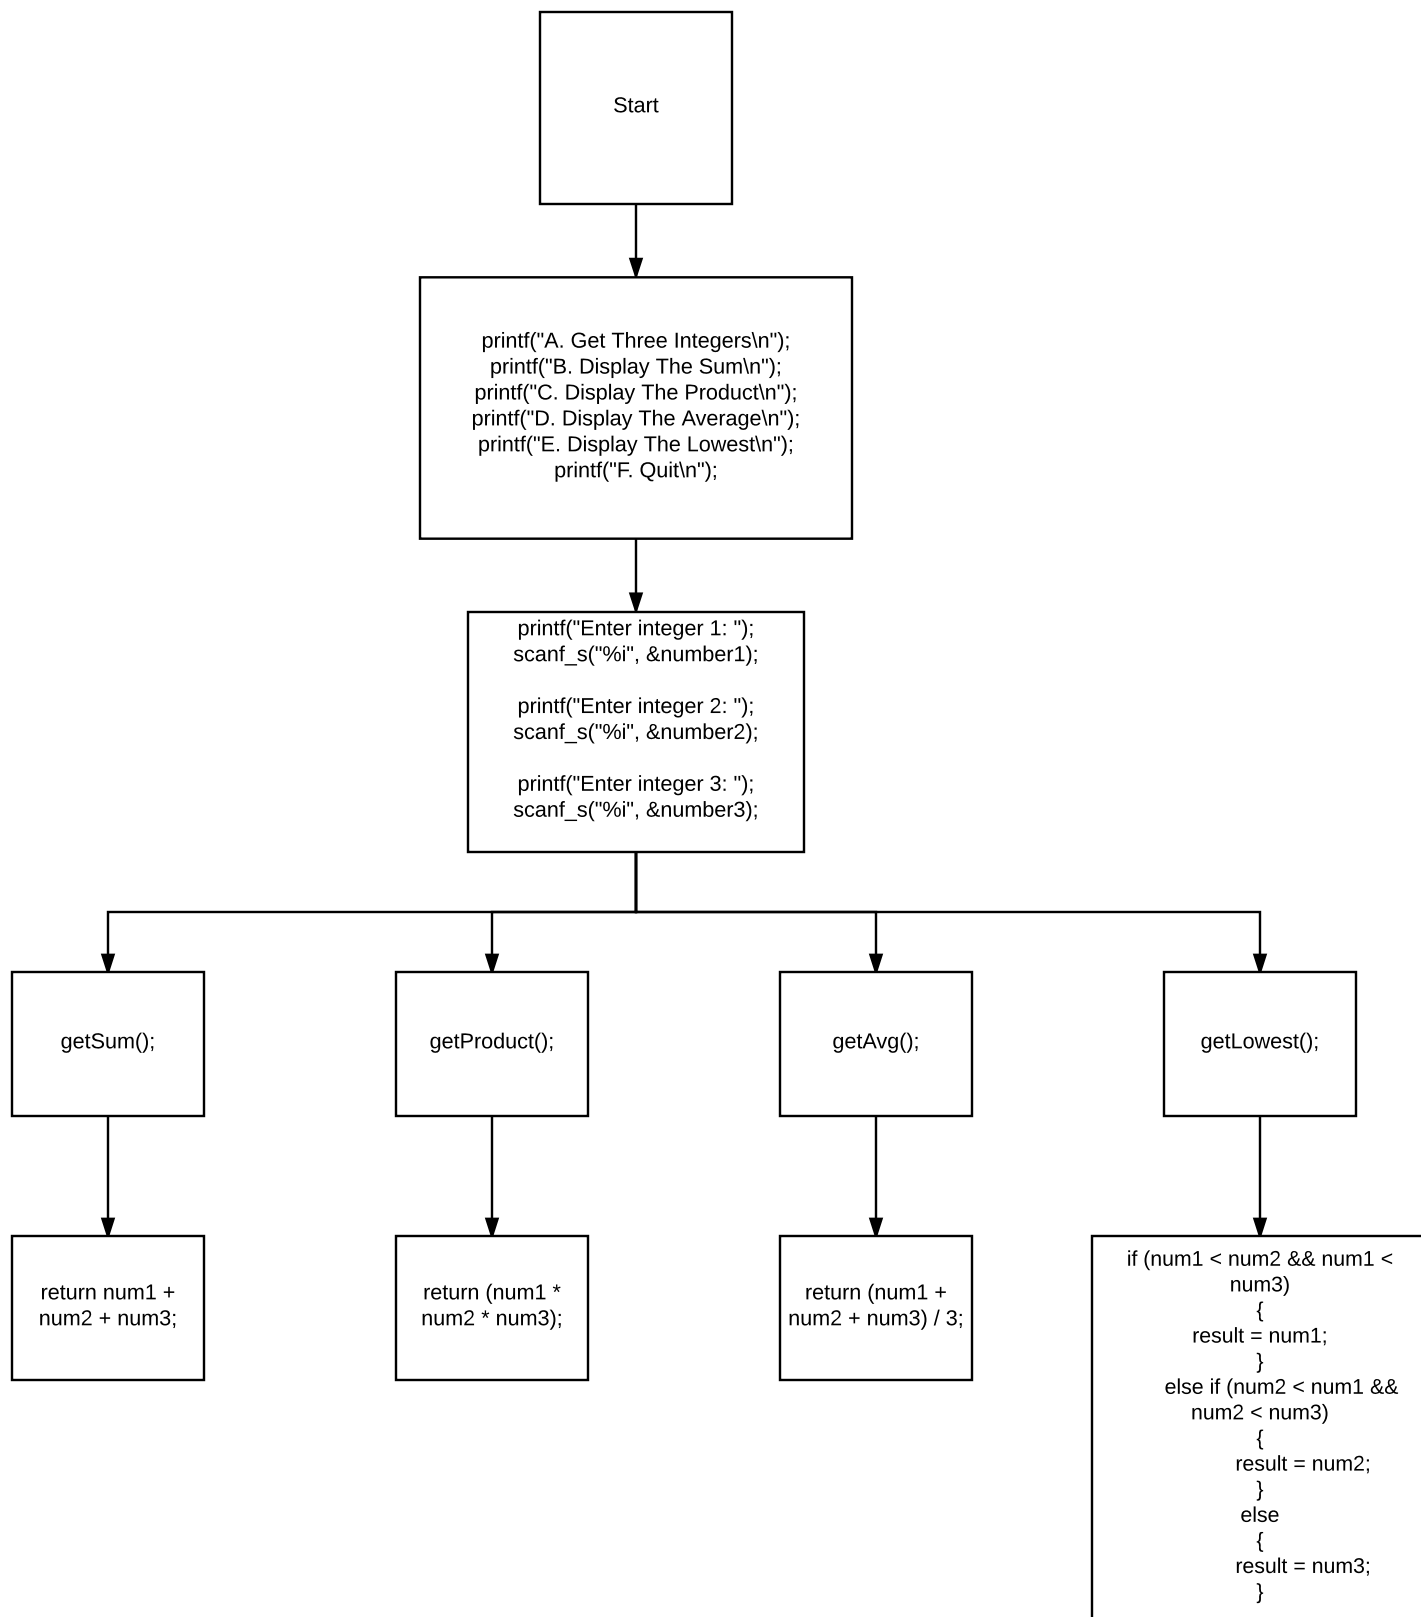 Start
printf("A. Get Three Integers\n");
printf("B. Display The Sum\n");
printf("C. Display The Product\n");
printf("D. Display The Average\n");
printf("E. Display The Lowest\n");
printf("F. Quit\n");
printf("Enter integer 1: ");
scanf_s("%i", &number1);
printf("Enter integer 2: ");
scanf_s("%i", &number2);
printf("Enter integer 3: ");
scanf_s("%i", &number3);
getSum();
getProduct();
getAvg();
getLowest();
return num1 +
num2 + num3;
return (num1 *
num2 * num3);
return (num1 +
num2 + num3) / 3;
if (num1 < num2 && num1 <
num3)
{
result = num1;
}
else if (num2 < num1 &&
num2 < num3)
{
result = num2;
}
else
{
result = num3;
}